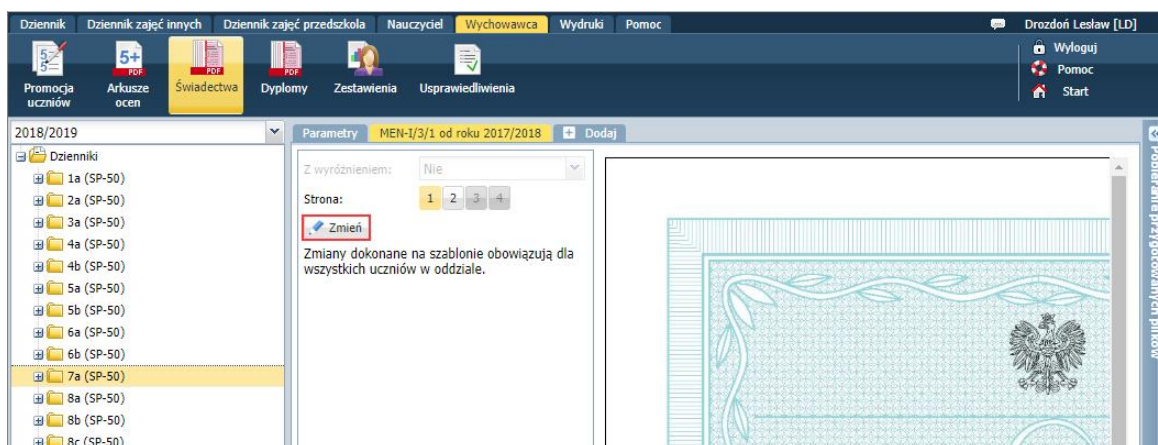 Dziennik Dziennik zajęć innych Dziennik zajęć przedszkola Nauczyciel Wychowawca Wydruki Pomoc Drozdoń Lesław [LD]
Promocja uczniów
5+
PDF
Arkusze ocen
PDF
Świadectwa
PDF
Dyplomy
Zestawienia
Usprawiedliwienia
Wyloguj
Pomoc
Start
2018/2019
Dzienniki
1a (SP-50)
2a (SP-50)
3a (SP-50)
4a (SP-50)
4b (SP-50)
5a (SP-50)
5b (SP-50)
6a (SP-50)
6b (SP-50)
7a (SP-50)
8a (SP-50)
8b (SP-50)
8c (SP-50)
Parametry MEN-I/3/1 od roku 2017/2018 Dodaj
Z wyróżnieniem: Nie
Strona: 1 2 3 4
Zmień
Zmiany dokonane na szablonie obowiązują dla
wszystkich uczniów w oddziale.
Pobieranie przygotowanych plików